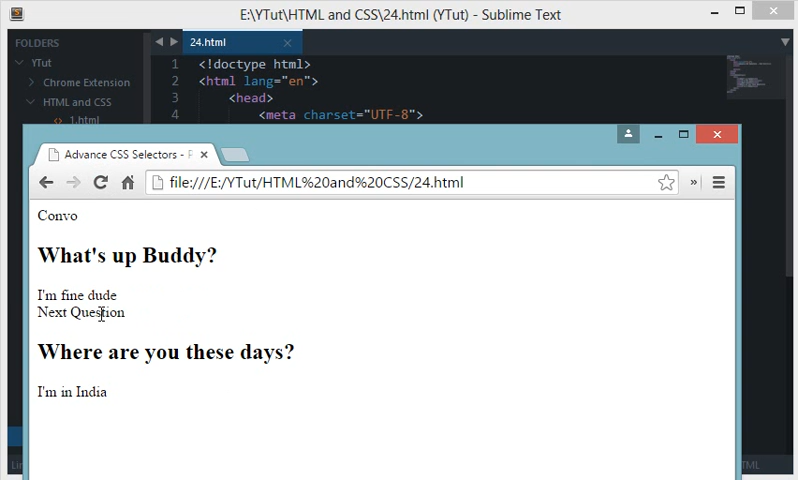 E:\YTut\HTML and CSS\24.html (YTut) - Sublime Text
FOLDERS
YTut
Chrome Extension
HTML and CSS
1.html
24.html
1 <!doctype html>
2 <html lang="en">
3 <head>
4 <meta charset="UTF-8">
Advance CSS Selectors - P
file:///E:/YTut/HTML%20and%20CSS/24.html
Convo
What's up Buddy?
I'm fine dude
Next Question
Where are you these days?
I'm in India